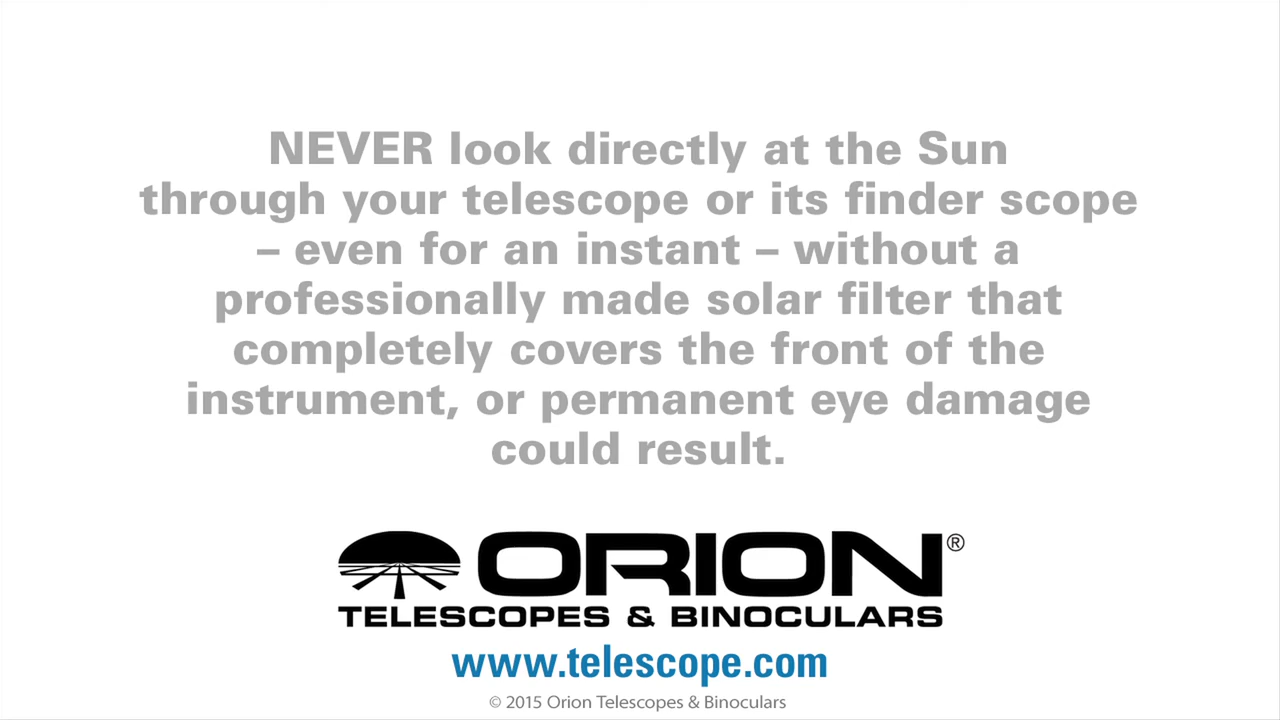 NEVER look directly at the Sun
through your telescope or its finder scope
– even for an instant – without a
professionally made solar filter that
completely covers the front of the
instrument, or permanent eye damage
could result.
ORION®
TELESCOPES & BINOCULARS
www.telescope.com
© 2015 Orion Telescopes & Binoculars